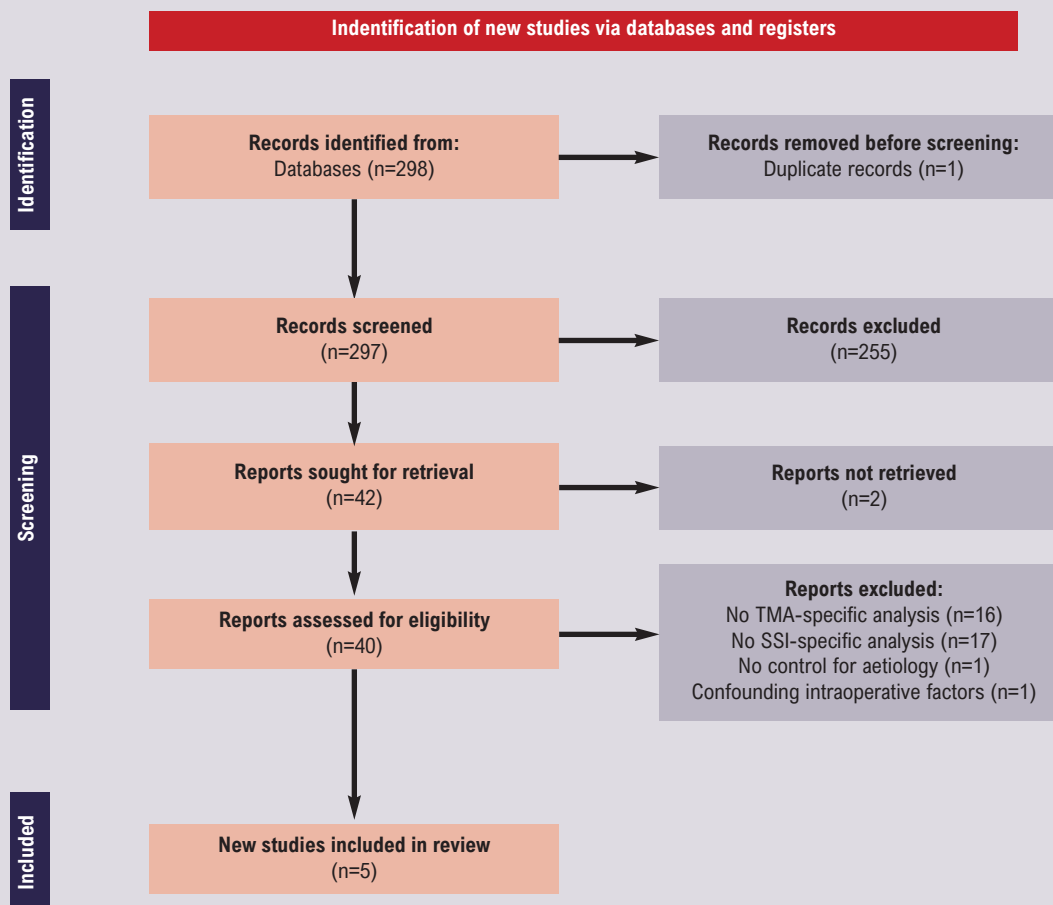 Indentification of new studies via databases and registers
Identification
Records identified from:
Databases (n=298)
Records removed before screening:
Duplicate records (n=1)
Screening
Records screened
(n=297)
Records excluded
(n=255)
Reports sought for retrieval
(n=42)
Reports not retrieved
(n=2)
Reports assessed for eligibility
(n=40)
Reports excluded:
No TMA-specific analysis (n=16)
No SSI-specific analysis (n=17)
No control for aetiology (n=1)
Confounding intraoperative factors (n=1)
Included
New studies included in review
(n=5)